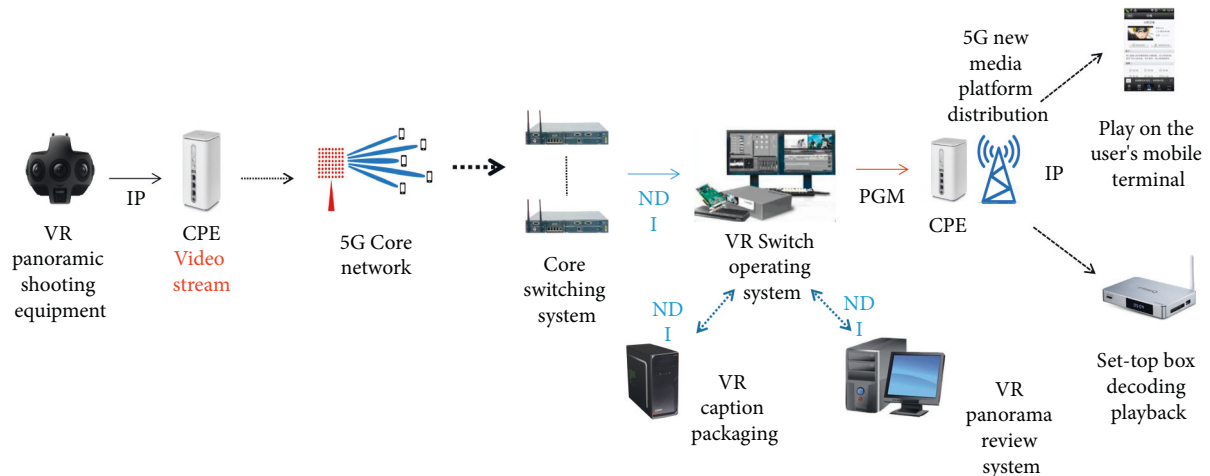 VR
panoramic
shooting
equipment
IP
CPE
Video
stream
5G Core
network
Core
switching
system
ND
I
VR Switch
operating
system
ND
I
ND
I
VR
caption
packaging
VR
panorama
review
system
PGM
CPE
5G new
media
platform
distribution
IP
Play on the
user's mobile
terminal
Set-top box
decoding
playback